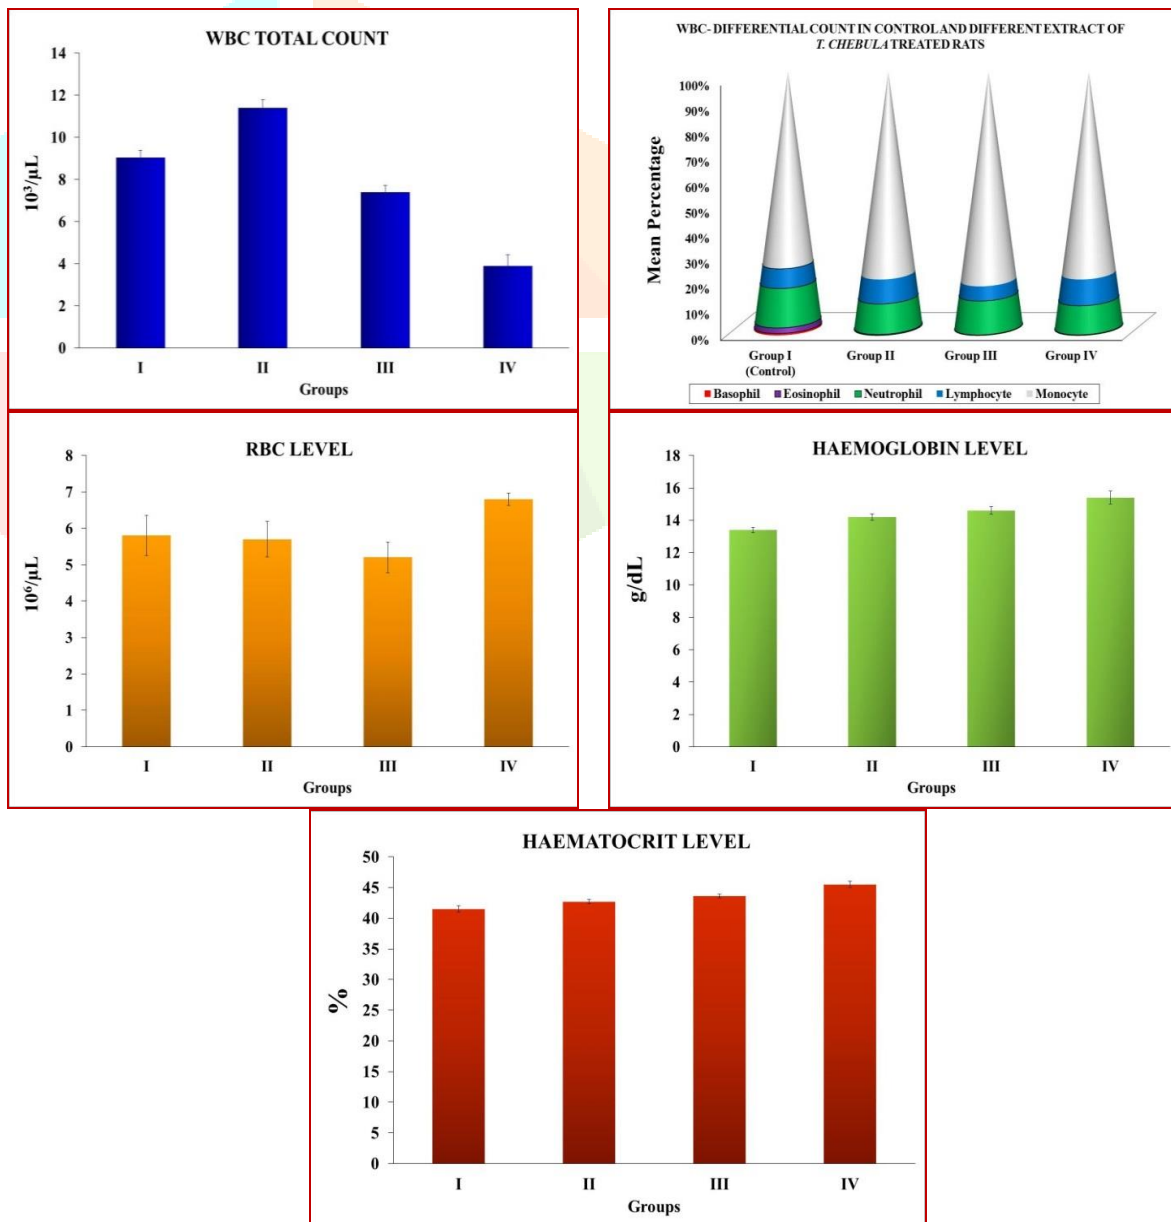 WBC TOTAL COUNT
14
12
10
8
6
4
2
0
10³/µL
I II III IV
Groups
WBC- DIFFERENTIAL COUNT IN CONTROL AND DIFFERENT EXTRACT OF
T. CHEBULA TREATED RATS
100%
90%
80%
70%
60%
50%
40%
30%
20%
10%
0%
Mean Percentage
Group I Group II Group III Group IV
(Control)
Basophil Eosinophil Neutrophil Lymphocyte Monocyte
RBC LEVEL
8
7
6
5
4
3
2
1
0
10⁶/µL
I II III IV
Groups
HAEMOGLOBIN LEVEL
18
16
14
12
10
8
6
4
2
0
g/dL
I II III IV
Groups
HAEMATOCRIT LEVEL
50
45
40
35
30
25
20
15
10
5
0
%
I II III IV
Groups